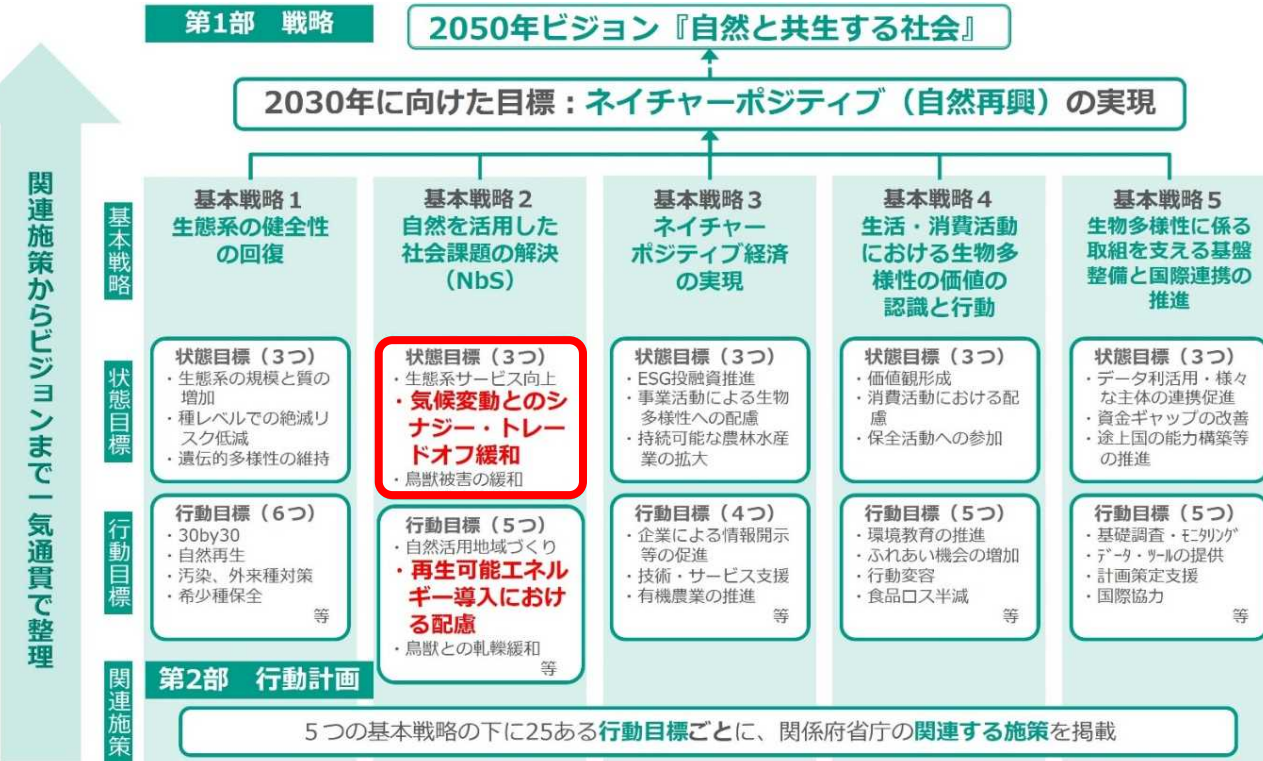 第1部 戦略
2050年ビジョン『自然と共生する社会』
2030年に向けた目標：ネイチャーポジティブ（自然再興）の実現
関連施策からビジョンまで一気通貫で整理
基本戦略
基本戦略１
生態系の健全性
の回復
基本戦略２
自然を活用した
社会課題の解決
（NbS）
基本戦略３
ネイチャー
ポジティブ経済
の実現
基本戦略４
生活・消費活動
における生物多
様性の価値の
認識と行動
基本戦略５
生物多様性に係る
取組を支える基盤
整備と国際連携の
推進
状態目標
状態目標（３つ）
・生態系の規模と質の
増加
・種レベルでの絶滅リ
スク低減
・遺伝的多様性の維持
状態目標（３つ）
・生態系サービス向上
・気候変動とのシ
ナジー・トレー
ドオフ緩和
・鳥獣被害の緩和
状態目標（３つ）
・ESG投融資推進
・事業活動による生物
多様性への配慮
・持続可能な農林水産
業の拡大
状態目標（３つ）
・価値観形成
・消費活動における配
慮
・保全活動への参加
状態目標（３つ）
・データ利活用・様々
な主体の連携促進
・資金ギャップの改善
・途上国の能力構築等
の推進
行動目標
行動目標（６つ）
・30by30
・自然再生
・汚染、外来種対策
・希少種保全
等
行動目標（５つ）
・自然活用地域づくり
・再生可能エネル
ギー導入におけ
る配慮
・鳥獣との軋轢緩和
等
行動目標（４つ）
・企業による情報開示
等の促進
・技術・サービス支援
・有機農業の推進
等
行動目標（５つ）
・環境教育の推進
・ふれあい機会の増加
・行動変容
・食品ロス半減
等
行動目標（５つ）
・基礎調査・ﾓﾆﾀﾘﾝｸﾞ
・ﾃﾞｰﾀ・ﾂｰﾙの提供
・計画策定支援
・国際協力
等
関連施策
第2部 行動計画
５つの基本戦略の下に25ある行動目標ごとに、関係府省庁の関連する施策を掲載